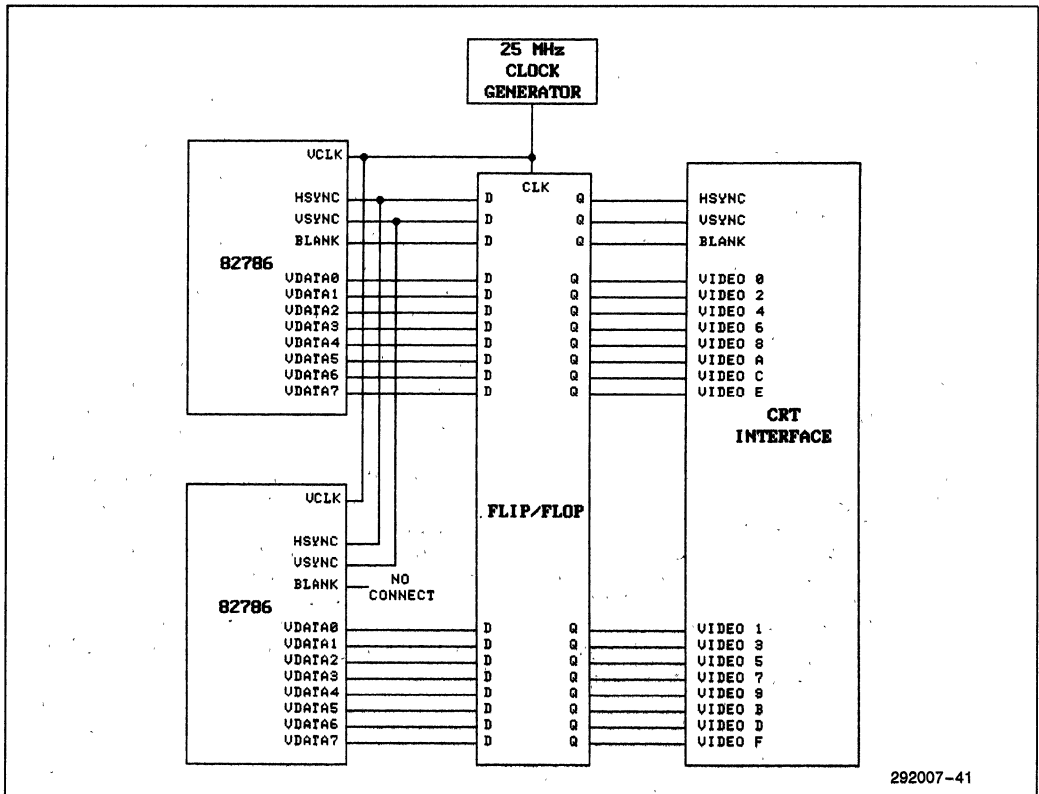 25 MHz
CLOCK
GENERATOR
VCLK
HSYNC
VSYNC
BLANK
82786
VDATA0
VDATA1
VDATA2
VDATA3
VDATA4
VDATA5
VDATA6
VDATA7
VCLK
HSYNC
VSYNC
BLANK
NO
CONNECT
82786
VDATA0
VDATA1
VDATA2
VDATA3
VDATA4
VDATA5
VDATA6
VDATA7
CLK
D Q
D Q
D Q
D Q
D Q
D Q
D Q
D Q
D Q
D Q
D Q
FLIP/FLOP
D Q
D Q
D Q
D Q
D Q
D Q
D Q
D Q
HSYNC
VSYNC
BLANK
VIDEO 0
VIDEO 2
VIDEO 4
VIDEO 6
VIDEO 8
VIDEO A
VIDEO C
VIDEO E
CRT
INTERFACE
VIDEO 1
VIDEO 3
VIDEO 5
VIDEO 7
VIDEO 9
VIDEO B
VIDEO D
VIDEO F
292007-41